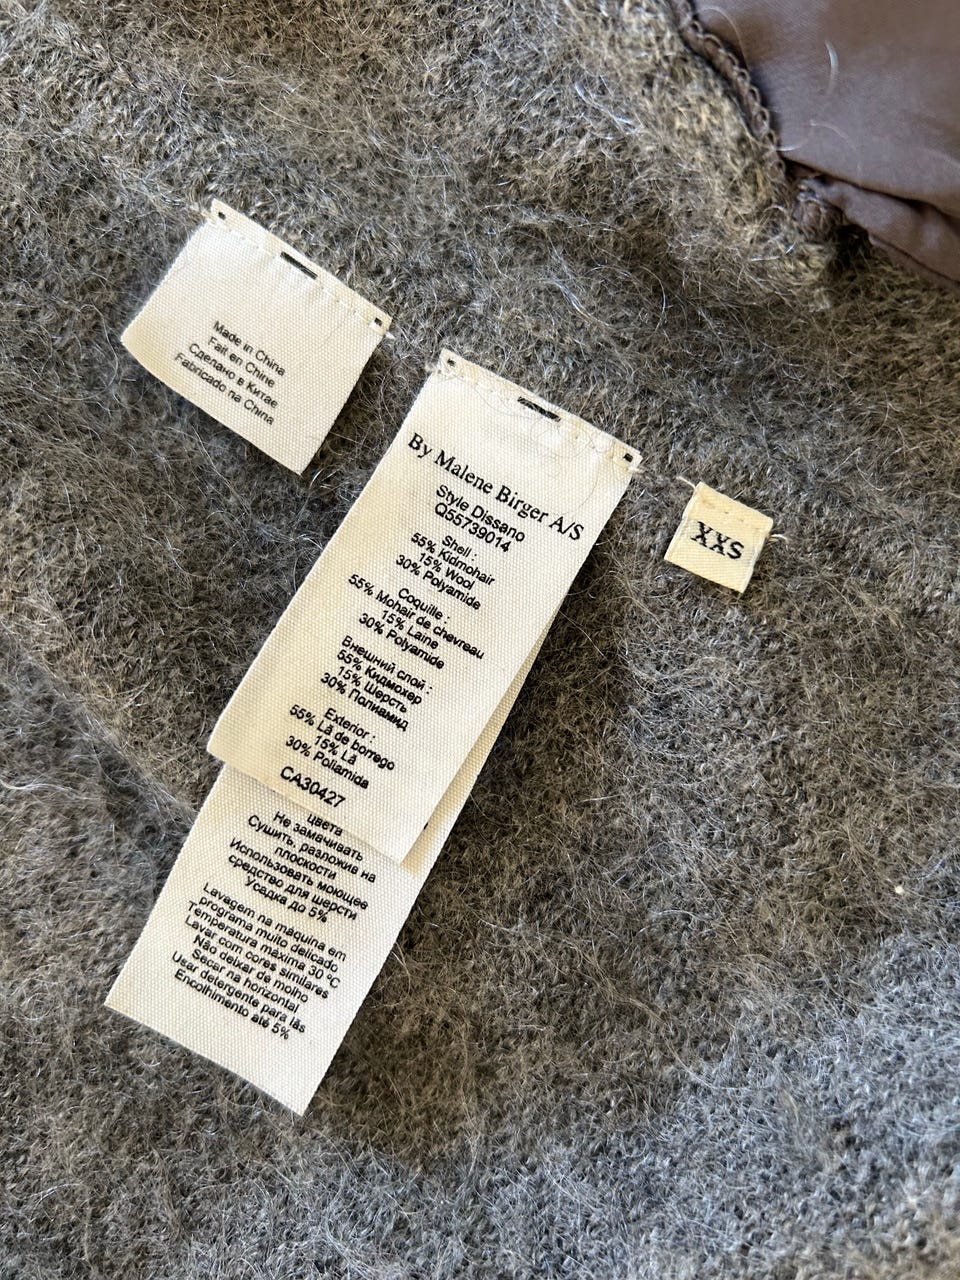 Made in China
Fait en Chine
Сделано в Китае
Fabricado na China
By Malene Birger A/S
Style Dissano
Q55739014
Shell :
55% Kidmohair
15% Wool
30% Polyamide
Coquille :
55% Mohair de chevreau
15% Laine
30% Polyamide
Внешний слой :
55% Кидмохер
15% Шерсть
30% Полиамид
Exterior :
55% Lã de borrego
15% Lã
30% Poliamida
CA30427
цвета
Не замачивать
Сушить, разложив на
плоскости
Использовать моющее
средство для шерсти
Усадка до 5%
Lavagem na máquina em
programa muito delicado
Temperatura máxima 30 °C
Lavar com cores similares
Não deixar de molho
Secar na horizontal
Usar detergente para lãs
Encolhimento até 5%
XXS